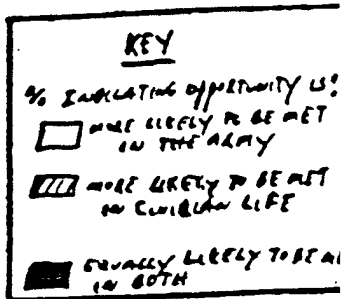 KEY
% INDICATING OPPORTUNITY IS:
MORE LIKELY TO BE MET
IN THE ARMY
MORE LIKELY TO BE MET
IN CIVILIAN LIFE
EQUALLY LIKELY TO BE
IN BOTH